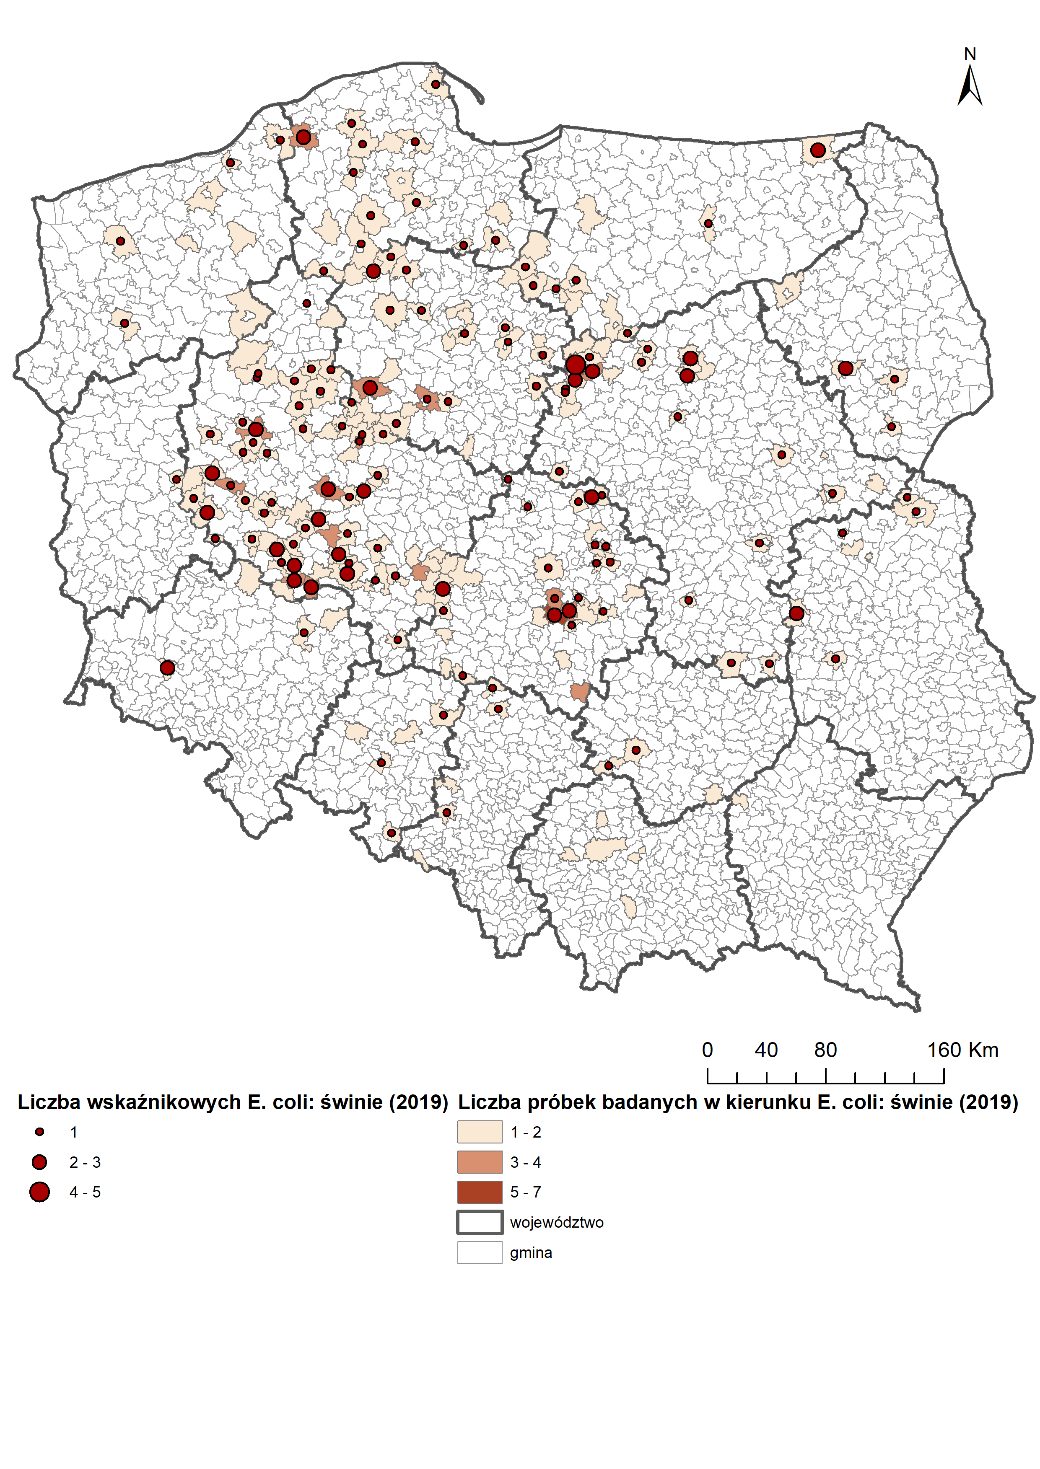 N
0 40 80 160 Km
Liczba wskaźnikowych E. coli: świnie (2019)
1
2 - 3
4 - 5
Liczba próbek badanych w kierunku E. coli: świnie (2019)
1 - 2
3 - 4
5 - 7
województwo
gmina